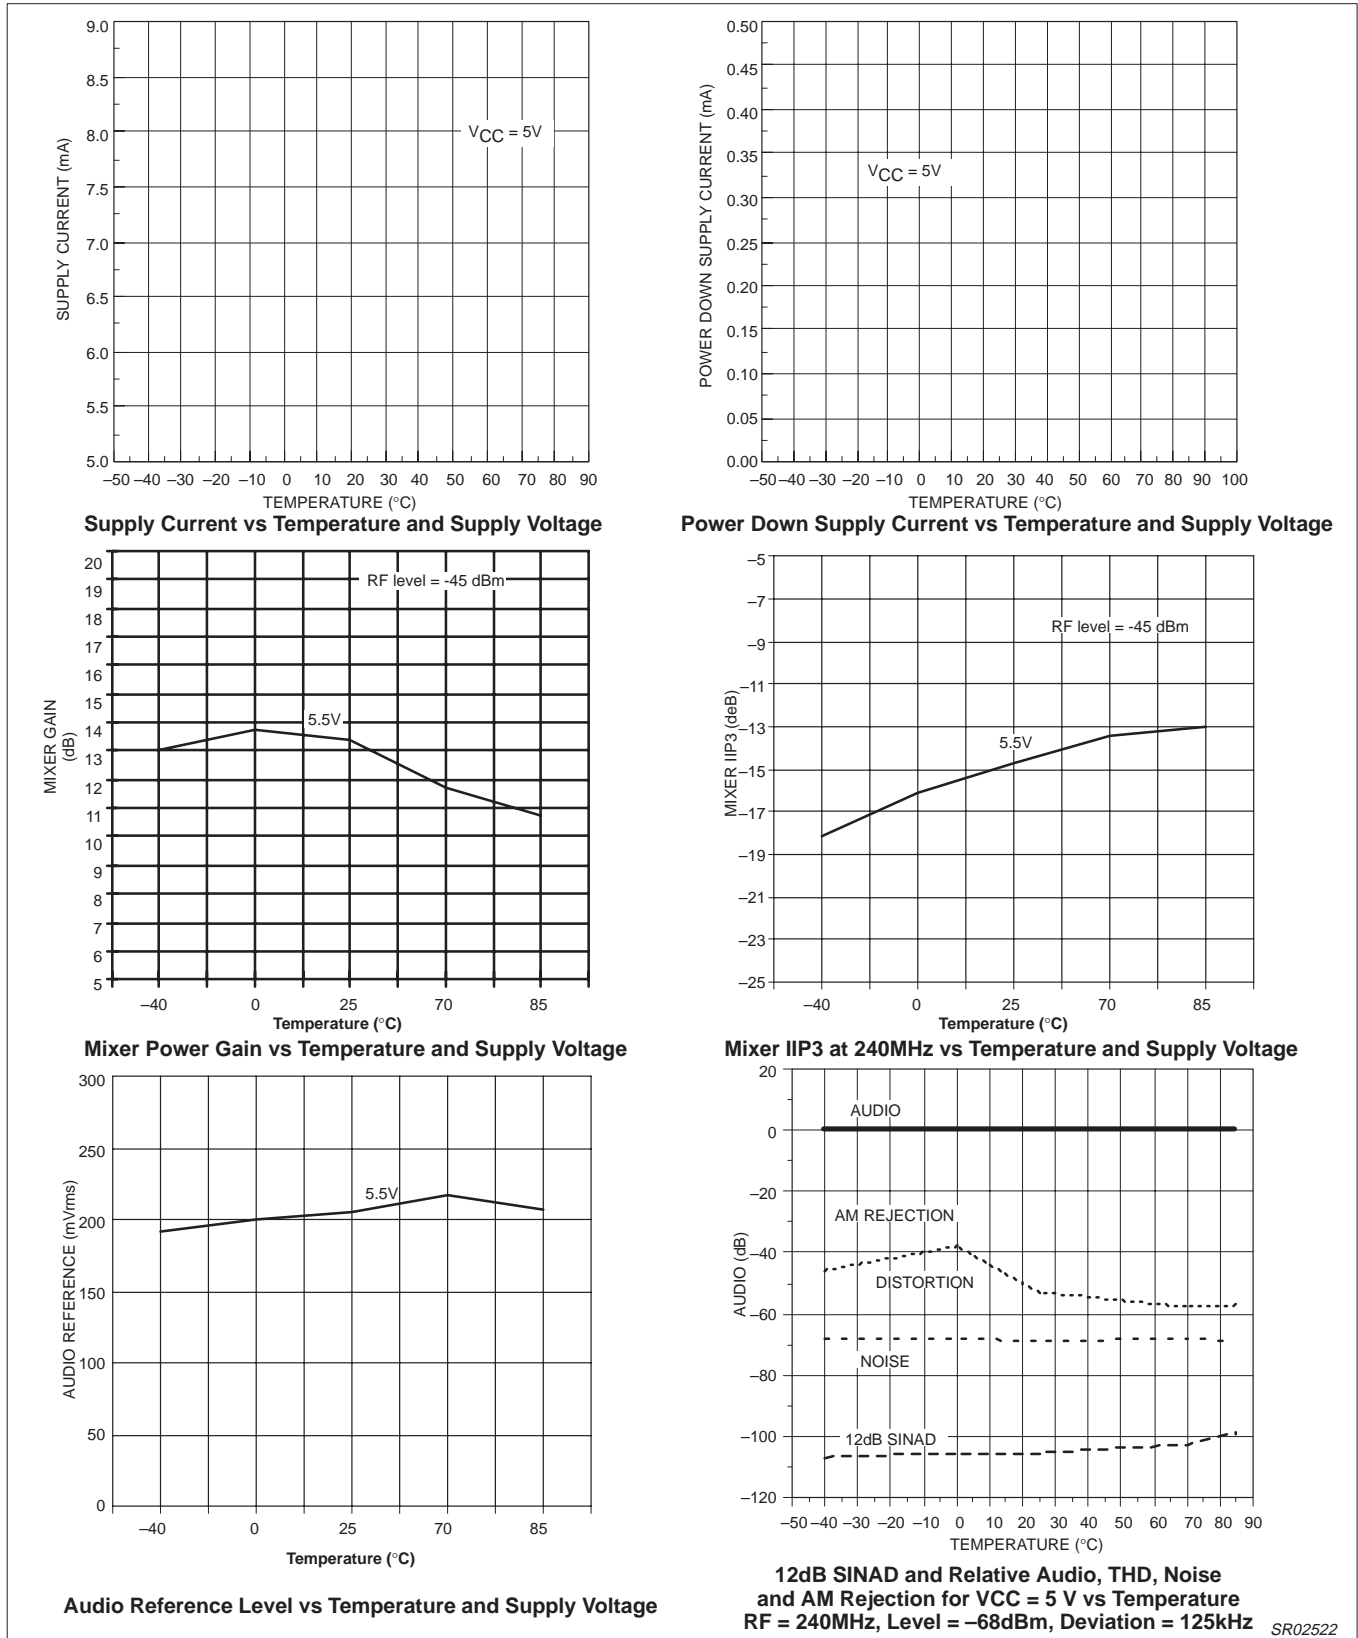 9.0
8.5
8.0
7.5
7.0
6.5
6.0
5.5
5.0
SUPPLY CURRENT (mA)
VCC = 5V
–50 –40 –30 –20 –10 0 10 20 30 40 50 60 70 80 90
TEMPERATURE (°C)
Supply Current vs Temperature and Supply Voltage
0.50
0.45
0.40
0.35
0.30
0.25
0.20
0.15
0.10
0.05
0.00
POWER DOWN SUPPLY CURRENT (mA)
VCC = 5V
–50 –40 –30 –20 –10 0 10 20 30 40 50 60 70 80 90 100
TEMPERATURE (°C)
Power Down Supply Current vs Temperature and Supply Voltage
20
19
18
17
16
15
14
13
12
11
10
9
8
7
6
5
MIXER GAIN
(dB)
RF level = -45 dBm
5.5V
–40 0 25 70 85
Temperature (°C)
Mixer Power Gain vs Temperature and Supply Voltage
–5
–7
–9
–11
–13
–15
–17
–19
–21
–23
–25
MIXER IIP3 (deB)
RF level = -45 dBm
5.5V
–40 0 25 70 85
Temperature (°C)
Mixer IIP3 at 240MHz vs Temperature and Supply Voltage
300
250
200
150
100
50
0
AUDIO REFERENCE (mVrms)
5.5V
–40 0 25 70 85
Temperature (°C)
Audio Reference Level vs Temperature and Supply Voltage
20
0
–20
–40
–60
–80
–100
–120
AUDIO (dB)
AUDIO
AM REJECTION
DISTORTION
NOISE
12dB SINAD
–50 –40 –30 –20 –10 0 10 20 30 40 50 60 70 80 90
TEMPERATURE (°C)
12dB SINAD and Relative Audio, THD, Noise
and AM Rejection for VCC = 5 V vs Temperature
RF = 240MHz, Level = –68dBm, Deviation = 125kHz
SR02522